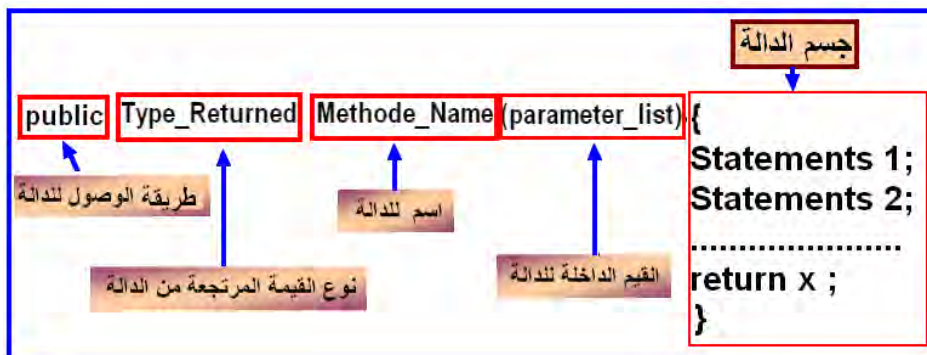 جسم الدالة
public Type_Returned Methode_Name (parameter_list) {
Statements 1;
Statements 2;
......................
return x ;
}
طريقة الوصول للدالة
اسم للدالة
القيم الداخلة للدالة
نوع القيمة المرتجعة من الدالة